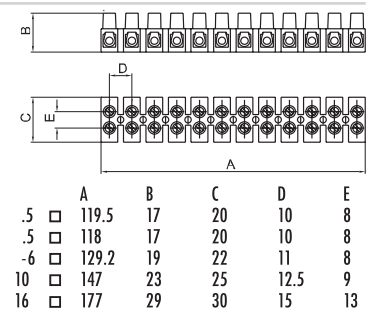 B
D
C
E
A
A B C D E
.5 □ 119.5 17 20 10 8
.5 □ 118 17 20 10 8
-6 □ 129.2 19 22 11 8
10 □ 147 23 25 12.5 9
16 □ 177 29 30 15 13